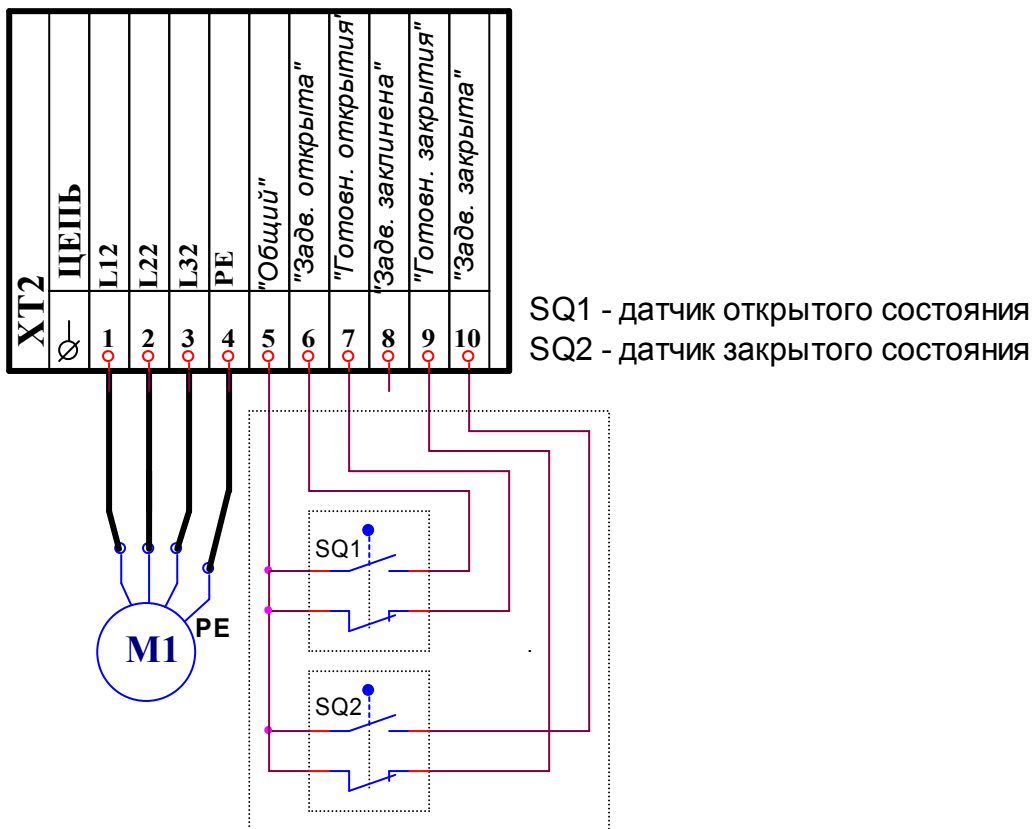 XT2
ЦЕПЬ
L12
L22
L32
PE
"Общий"
"Задв. открыта"
"Готовн. открытия"
"Задв. заклинена"
"Готовн. закрытия"
"Задв. закрыта"
1 2 3 4 5 6 7 8 9 10
SQ1 - датчик открытого состояния
SQ2 - датчик закрытого состояния
SQ1
PE
M1
SQ2